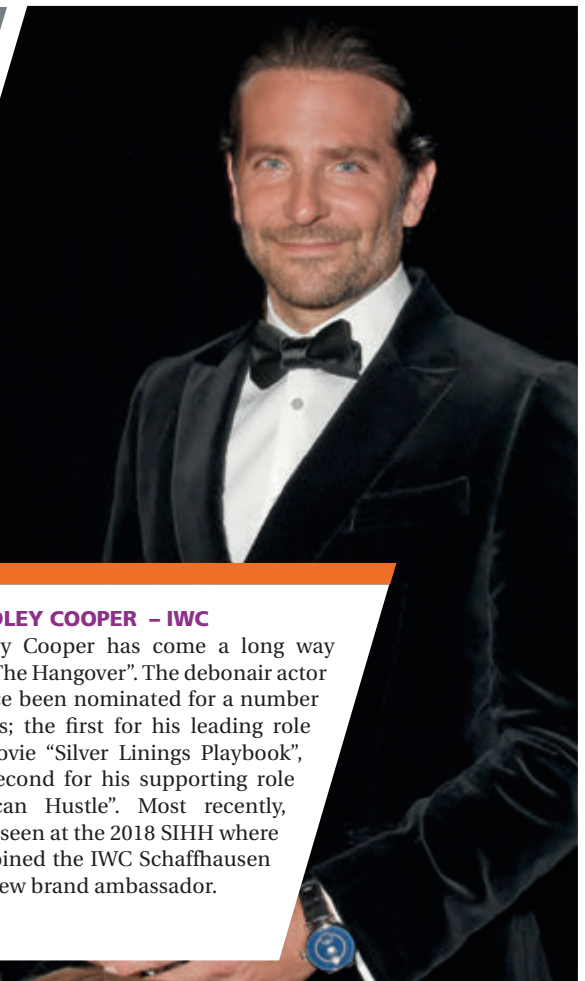 DLEY COOPER – IWC
y Cooper has come a long way
The Hangover”. The debonair actor
ce been nominated for a number
s; the first for his leading role
ovie “Silver Linings Playbook”,
econd for his supporting role
can Hustle”. Most recently,
seen at the 2018 SIHH where
oined the IWC Schaffhausen
ew brand ambassador.